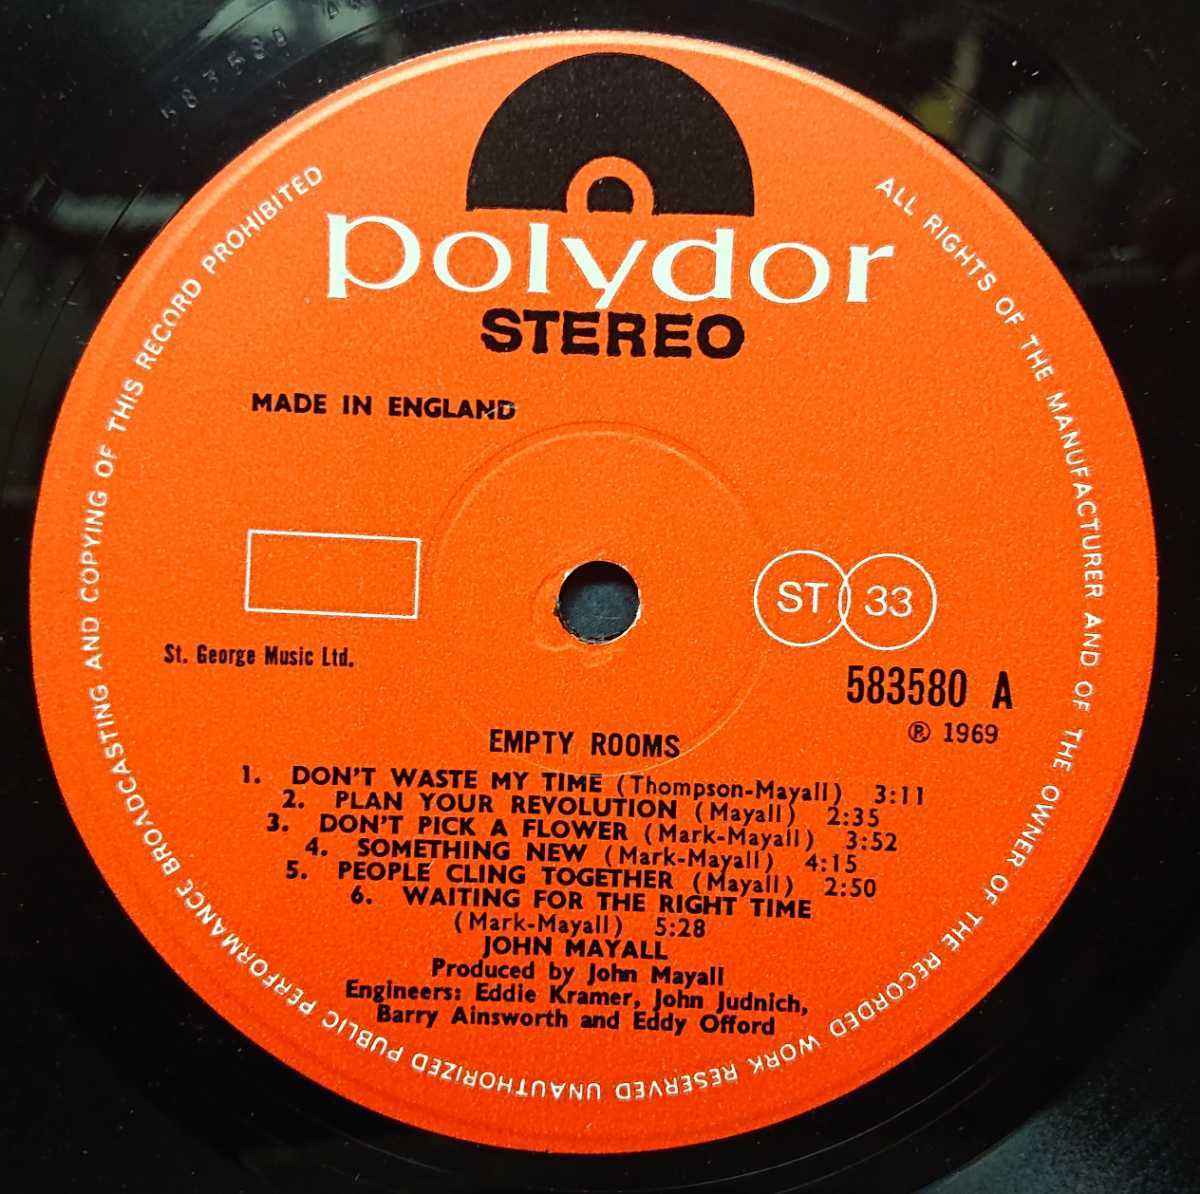 polydor
STEREO
MADE IN ENGLAND
ST 33
St. George Music Ltd.
583580 A
℗ 1969
EMPTY ROOMS
1. DON'T WASTE MY TIME (Thompson-Mayall) 3:11
2. PLAN YOUR REVOLUTION (Mayall) 2:35
3. DON'T PICK A FLOWER (Mark-Mayall) 3:52
4. SOMETHING NEW (Mark-Mayall) 4:15
5. PEOPLE CLING TOGETHER (Mayall) 2:50
6. WAITING FOR THE RIGHT TIME
(Mark-Mayall) 5:28
JOHN MAYALL
Produced by John Mayall
Engineers: Eddie Kramer, John Judnich,
Barry Ainsworth and Eddy Offord
ALL RIGHTS OF THE MANUFACTURER AND OF THE OWNER OF THE RECORDED WORK RESERVED UNAUTHORIZED PUBLIC PERFORMANCE BROADCASTING AND COPYING OF THIS RECORD PROHIBITED